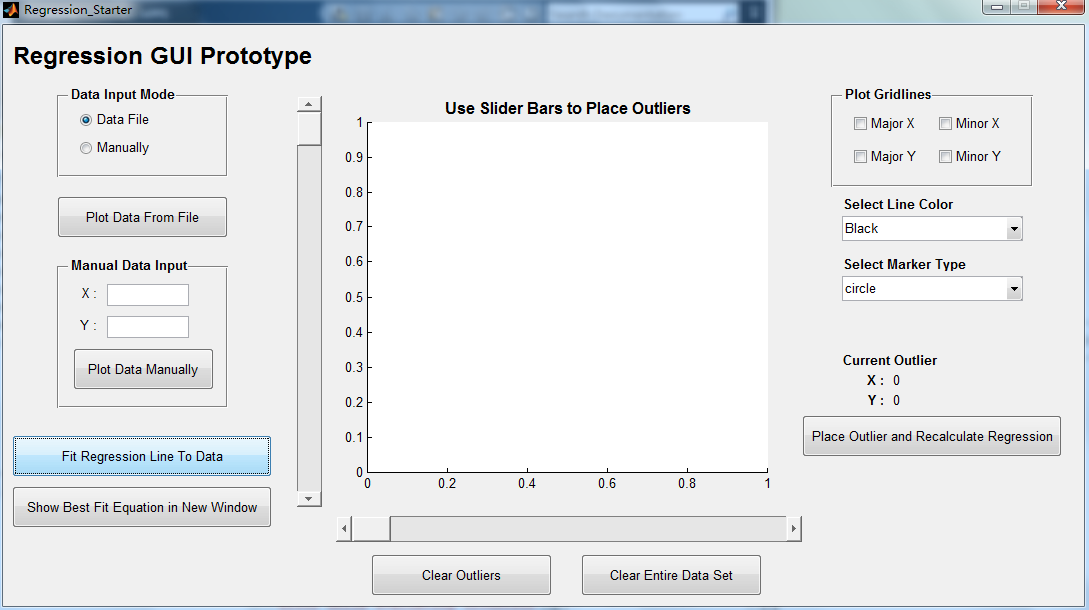 Regression_Starter
Regression GUI Prototype
Data Input Mode
Data File
Manually
Plot Data From File
Manual Data Input
X :
Y :
Plot Data Manually
Fit Regression Line To Data
Show Best Fit Equation in New Window
Use Slider Bars to Place Outliers
1
0.9
0.8
0.7
0.6
0.5
0.4
0.3
0.2
0.1
0
0 0.2 0.4 0.6 0.8 1
Clear Outliers
Clear Entire Data Set
Plot Gridlines
Major X Minor X
Major Y Minor Y
Select Line Color
Black
Select Marker Type
circle
Current Outlier
X : 0
Y : 0
Place Outlier and Recalculate Regression